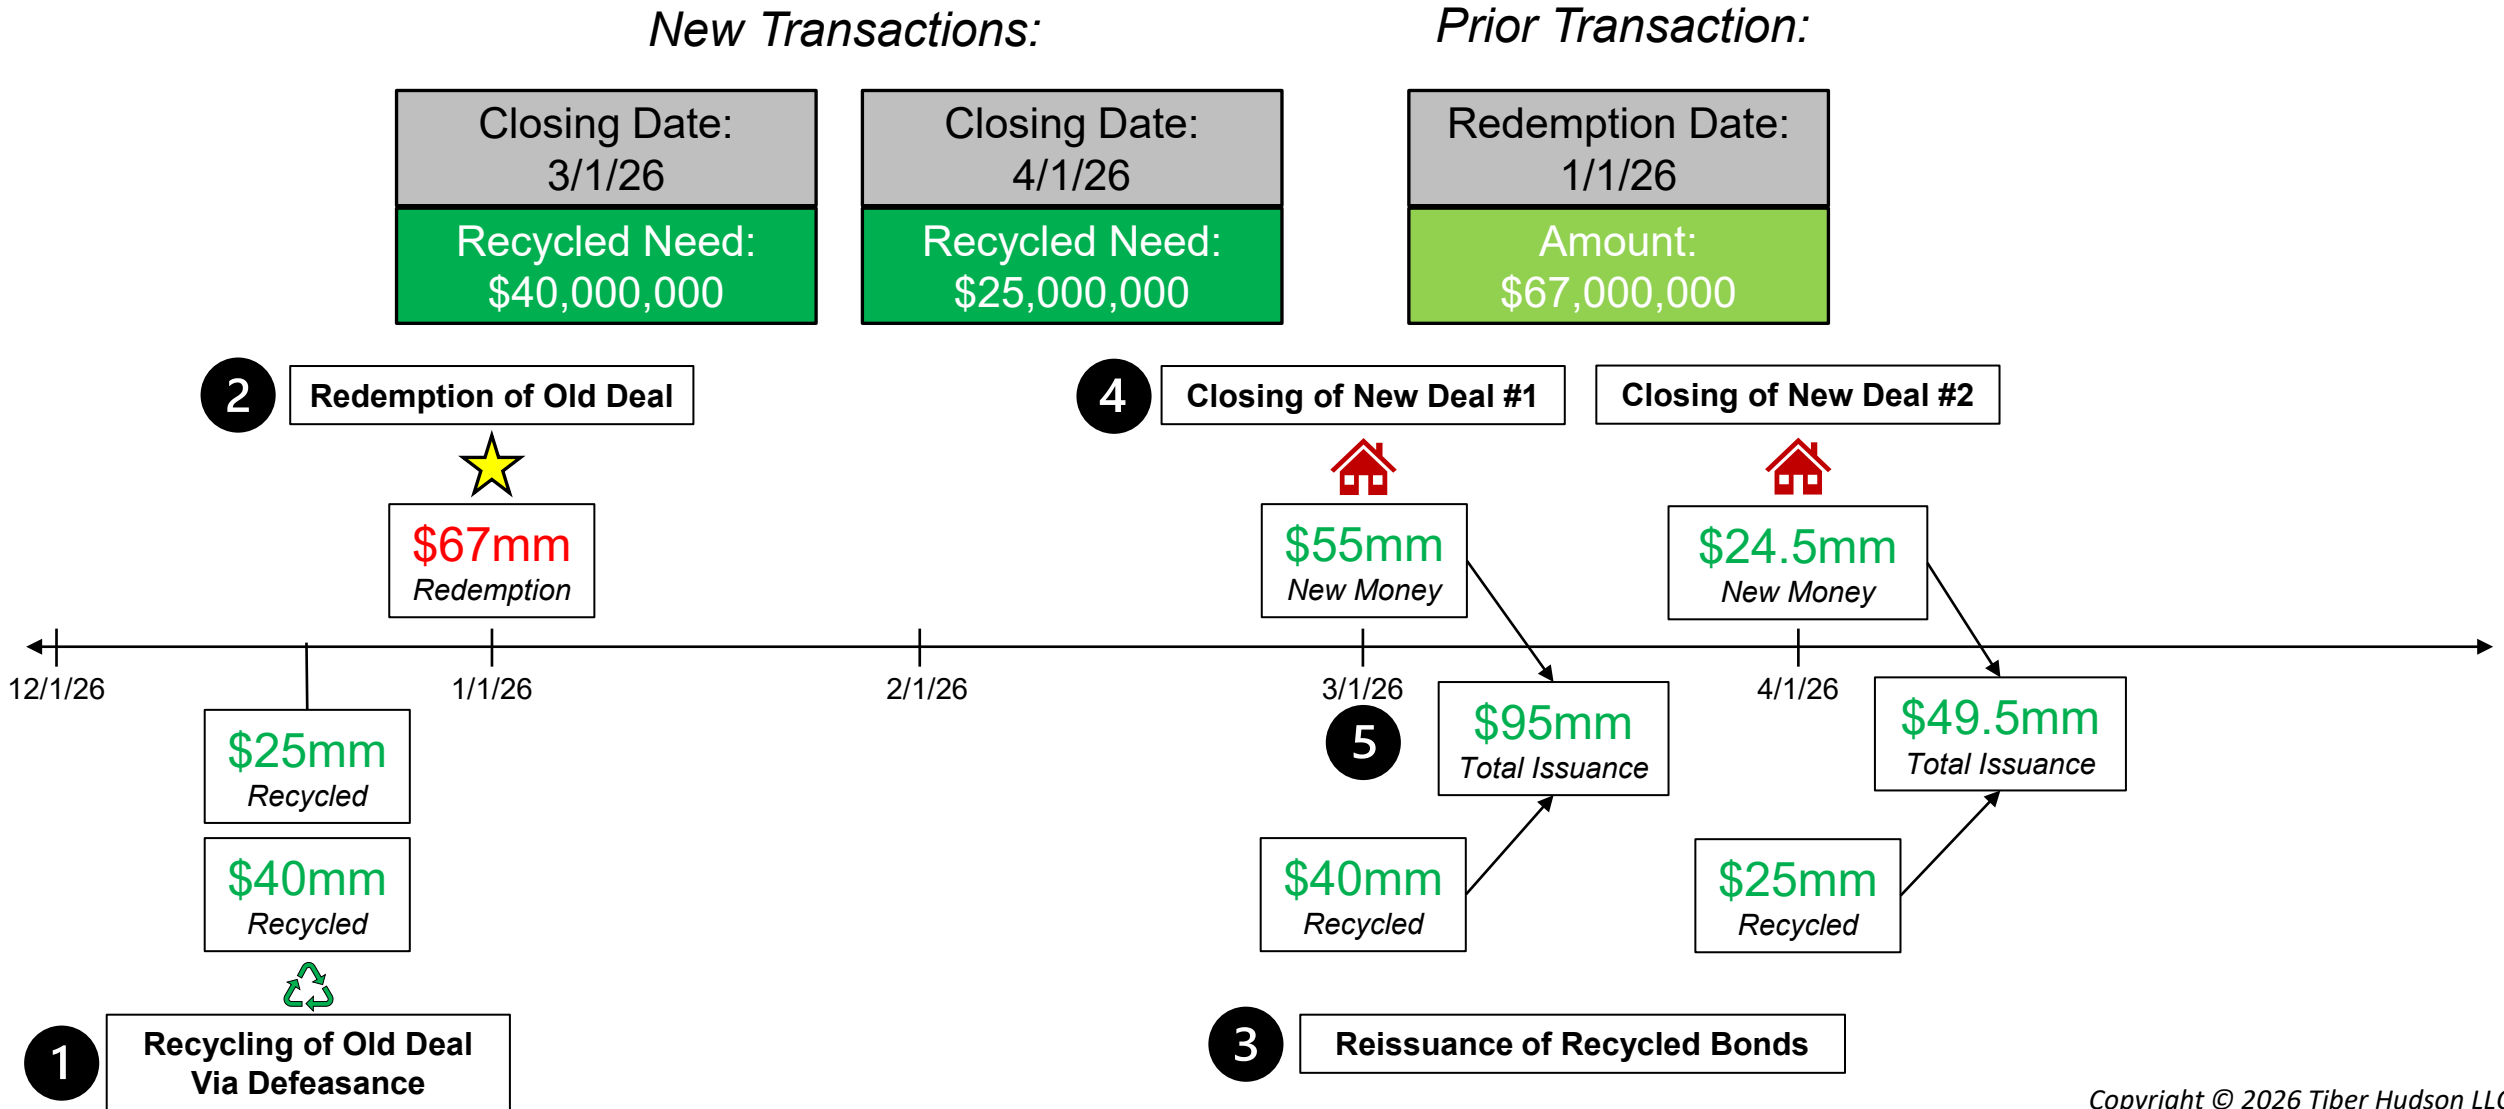 New Transactions:
Prior Transaction:
Closing Date:
3/1/26
Recycled Need:
$40,000,000
Closing Date:
4/1/26
Recycled Need:
$25,000,000
Redemption Date:
1/1/26
Amount:
$67,000,000
2
Redemption of Old Deal
4
Closing of New Deal #1
Closing of New Deal #2
$67mm
Redemption
$55mm
New Money
$24.5mm
New Money
12/1/26
1/1/26
2/1/26
3/1/26
4/1/26
5
$25mm
Recycled
$95mm
Total Issuance
$49.5mm
Total Issuance
$40mm
Recycled
$40mm
Recycled
$25mm
Recycled
1
Recycling of Old Deal
Via Defeasance
3
Reissuance of Recycled Bonds
Copyright © 2026 Tiber Hudson LLC